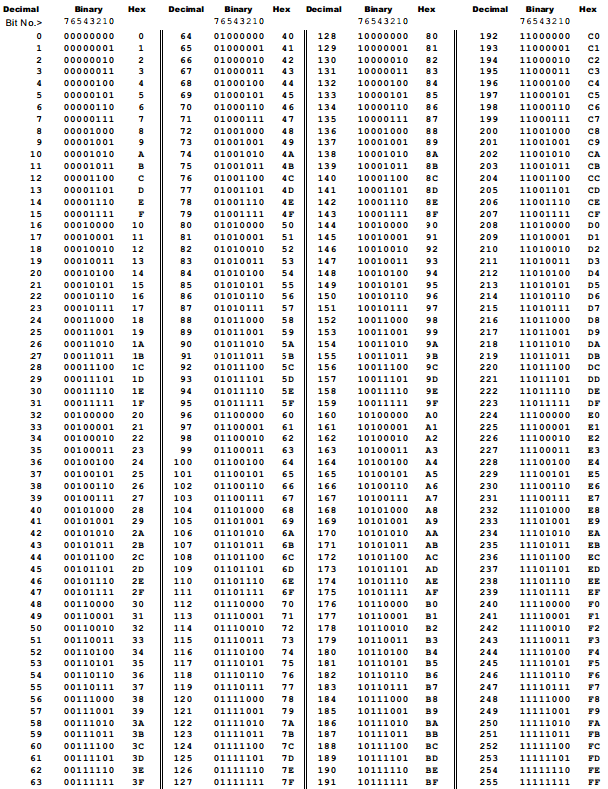 Decimal Binary Hex Decimal Binary Hex Decimal Binary Hex Decimal Binary Hex
Bit No.> 76543210 76543210 76543210 76543210
0 00000000 0 64 01000000 40 128 10000000 80 192 11000000 C0
1 00000001 1 65 01000001 41 129 10000001 81 193 11000001 C1
2 00000010 2 66 01000010 42 130 10000010 82 194 11000010 C2
3 00000011 3 67 01000011 43 131 10000011 83 195 11000011 C3
4 00000100 4 68 01000100 44 132 10000100 84 196 11000100 C4
5 00000101 5 69 01000101 45 133 10000101 85 197 11000101 C5
6 00000110 6 70 01000110 46 134 10000110 86 198 11000110 C6
7 00000111 7 71 01000111 47 135 10000111 87 199 11000111 C7
8 00001000 8 72 01001000 48 136 10001000 88 200 11001000 C8
9 00001001 9 73 01001001 49 137 10001001 89 201 11001001 C9
10 00001010 A 74 01001010 4A 138 10001010 8A 202 11001010 CA
11 00001011 B 75 01001011 4B 139 10001011 8B 203 11001011 CB
12 00001100 C 76 01001100 4C 140 10001100 8C 204 11001100 CC
13 00001101 D 77 01001101 4D 141 10001101 8D 205 11001101 CD
14 00001110 E 78 01001110 4E 142 10001110 8E 206 11001110 CE
15 00001111 F 79 01001111 4F 143 10001111 8F 207 11001111 CF
16 00010000 10 80 01010000 50 144 10010000 90 208 11010000 D0
17 00010001 11 81 01010001 51 145 10010001 91 209 11010001 D1
18 00010010 12 82 01010010 52 146 10010010 92 210 11010010 D2
19 00010011 13 83 01010011 53 147 10010011 93 211 11010011 D3
20 00010100 14 84 01010100 54 148 10010100 94 212 11010100 D4
21 00010101 15 85 01010101 55 149 10010101 95 213 11010101 D5
22 00010110 16 86 01010110 56 150 10010110 96 214 11010110 D6
23 00010111 17 87 01010111 57 151 10010111 97 215 11010111 D7
24 00011000 18 88 01011000 58 152 10011000 98 216 11011000 D8
25 00011001 19 89 01011001 59 153 10011001 99 217 11011001 D9
26 00011010 1A 90 01011010 5A 154 10011010 9A 218 11011010 DA
27 00011011 1B 91 01011011 5B 155 10011011 9B 219 11011011 DB
28 00011100 1C 92 01011100 5C 156 10011100 9C 220 11011100 DC
29 00011101 1D 93 01011101 5D 157 10011101 9D 221 11011101 DD
30 00011110 1E 94 01011110 5E 158 10011110 9E 222 11011110 DE
31 00011111 1F 95 01011111 5F 159 10011111 9F 223 11011111 DF
32 00100000 20 96 01100000 60 160 10100000 A0 224 11100000 E0
33 00100001 21 97 01100001 61 161 10100001 A1 225 11100001 E1
34 00100010 22 98 01100010 62 162 10100010 A2 226 11100010 E2
35 00100011 23 99 01100011 63 163 10100011 A3 227 11100011 E3
36 00100100 24 100 01100100 64 164 10100100 A4 228 11100100 E4
37 00100101 25 101 01100101 65 165 10100101 A5 229 11100101 E5
38 00100110 26 102 01100110 66 166 10100110 A6 230 11100110 E6
39 00100111 27 103 01100111 67 167 10100111 A7 231 11100111 E7
40 00101000 28 104 01101000 68 168 10101000 A8 232 11101000 E8
41 00101001 29 105 01101001 69 169 10101001 A9 233 11101001 E9
42 00101010 2A 106 01101010 6A 170 10101010 AA 234 11101010 EA
43 00101011 2B 107 01101011 6B 171 10101011 AB 235 11101011 EB
44 00101100 2C 108 01101100 6C 172 10101100 AC 236 11101100 EC
45 00101101 2D 109 01101101 6D 173 10101101 AD 237 11101101 ED
46 00101110 2E 110 01101110 6E 174 10101110 AE 238 11101110 EE
47 00101111 2F 111 01101111 6F 175 10101111 AF 239 11101111 EF
48 00110000 30 112 01110000 70 176 10110000 B0 240 11110000 F0
49 00110001 31 113 01110001 71 177 10110001 B1 241 11110001 F1
50 00110010 32 114 01110010 72 178 10110010 B2 242 11110010 F2
51 00110011 33 115 01110011 73 179 10110011 B3 243 11110011 F3
52 00110100 34 116 01110100 74 180 10110100 B4 244 11110100 F4
53 00110101 35 117 01110101 75 181 10110101 B5 245 11110101 F5
54 00110110 36 118 01110110 76 182 10110110 B6 246 11110110 F6
55 00110111 37 119 01110111 77 183 10110111 B7 247 11110111 F7
56 00111000 38 120 01111000 78 184 10111000 B8 248 11111000 F8
57 00111001 39 121 01111001 79 185 10111001 B9 249 11111001 F9
58 00111010 3A 122 01111010 7A 186 10111010 BA 250 11111010 FA
59 00111011 3B 123 01111011 7B 187 10111011 BB 251 11111011 FB
60 00111100 3C 124 01111100 7C 188 10111100 BC 252 11111100 FC
61 00111101 3D 125 01111101 7D 189 10111101 BD 253 11111101 FD
62 00111110 3E 126 01111110 7E 190 10111110 BE 254 11111110 FE
63 00111111 3F 127 01111111 7F 191 10111111 BF 255 11111111 FF